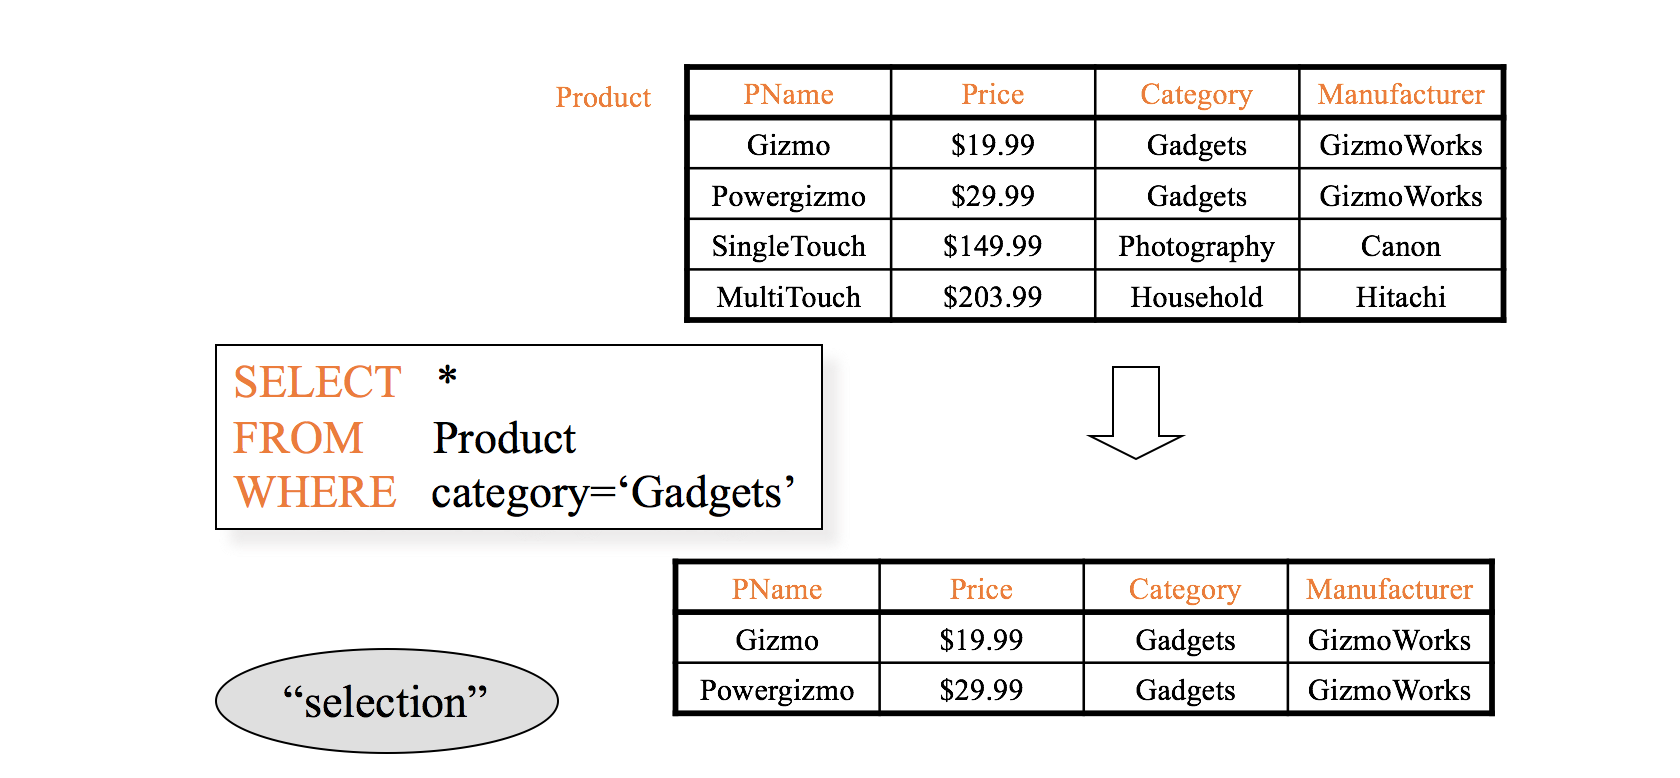 Product PName Price Category Manufacturer
Gizmo $19.99 Gadgets GizmoWorks
Powergizmo $29.99 Gadgets GizmoWorks
SingleTouch $149.99 Photography Canon
MultiTouch $203.99 Household Hitachi
SELECT *
FROM Product
WHERE category=‘Gadgets’
PName Price Category Manufacturer
Gizmo $19.99 Gadgets GizmoWorks
Powergizmo $29.99 Gadgets GizmoWorks
“selection”